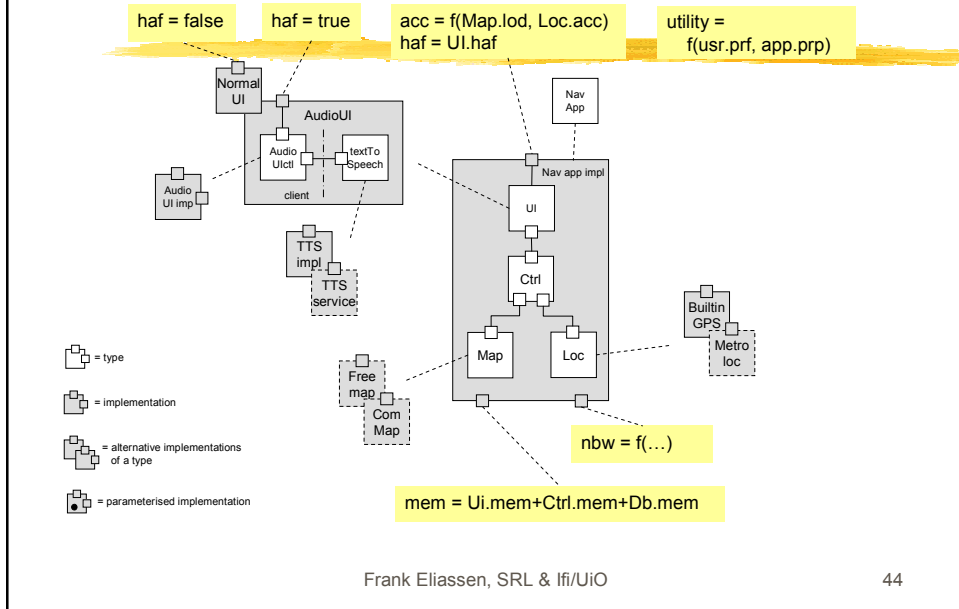 haf = false
haf = true
acc = f(Map.lod, Loc.acc)
haf = UI.haf
utility =
f(usr.prf, app.prp)
Normal
UI
AudioUI
Audio
UIctl
textTo
Speech
client
Audio
UI imp
TTS
impl
TTS
service
Nav
App
Nav app impl
UI
Ctrl
Map
Loc
Builtin
GPS
Metro
loc
Free
map
Com
Map
= type
= implementation
= alternative implementations
of a type
= parameterised implementation
nbw = f(…)
mem = Ui.mem+Ctrl.mem+Db.mem
Frank Eliassen, SRL & Ifi/UiO
44